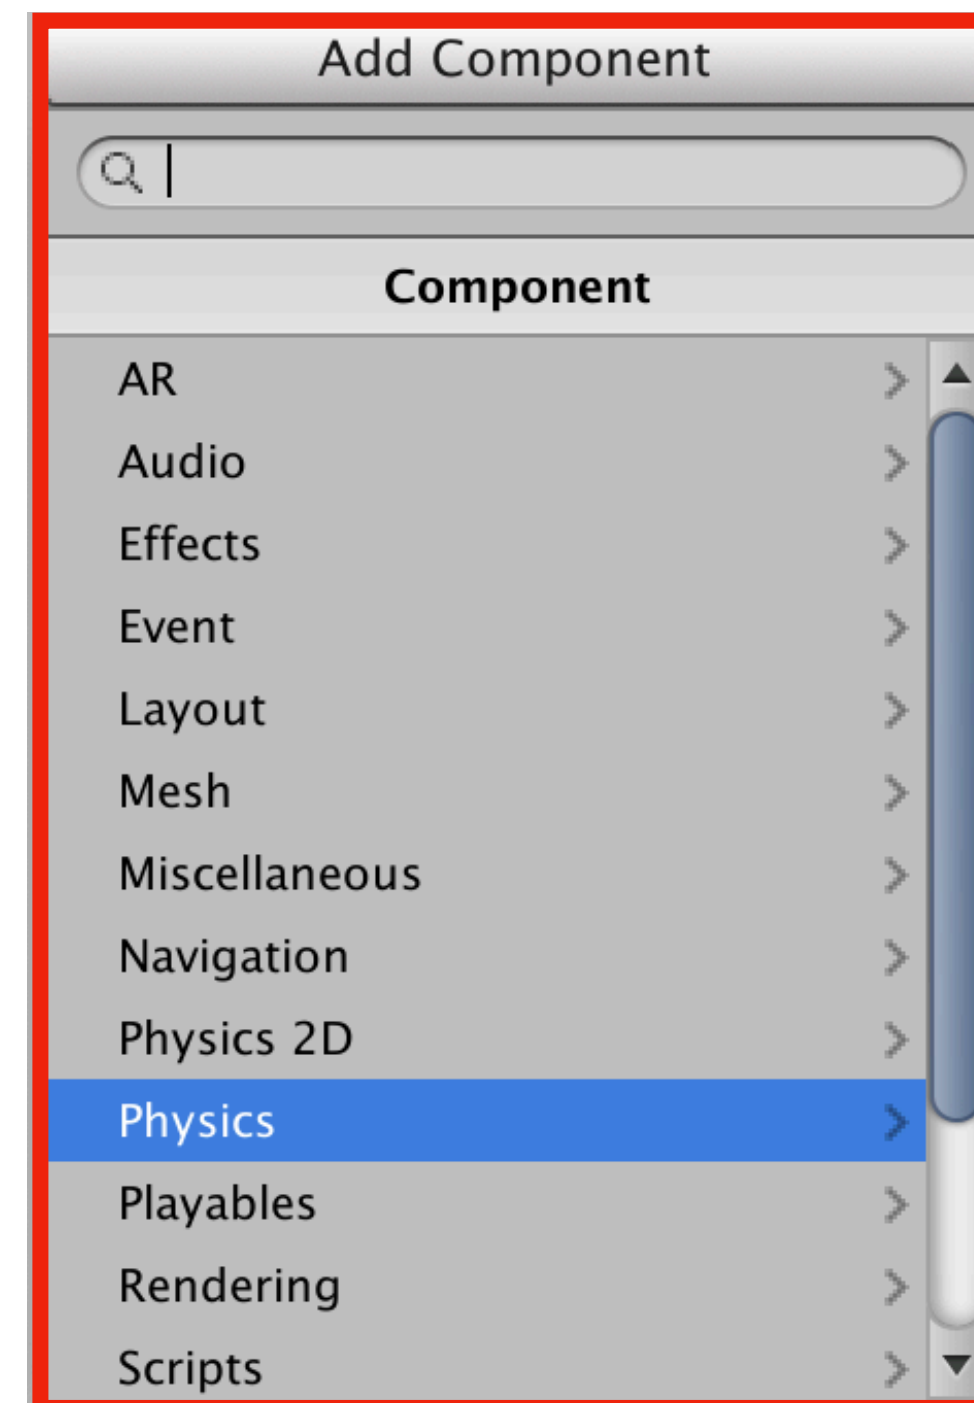 Add Component
Component
AR
Audio
Effects
Event
Layout
Mesh
Miscellaneous
Navigation
Physics 2D
Physics
Playables
Rendering
Scripts